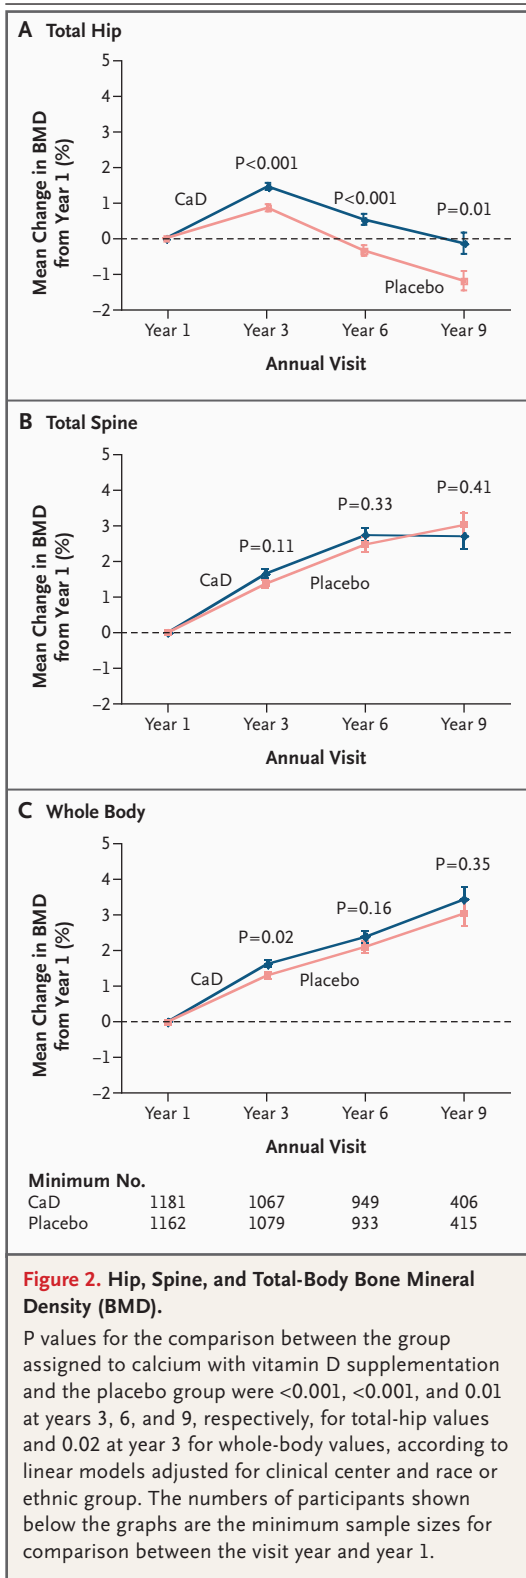 A Total Hip
Mean Change in BMD
from Year 1 (%)
5
4
3
2
1
0
−1
−2
CaD
P<0.001
P<0.001
P=0.01
Placebo
Year 1 Year 3 Year 6 Year 9
Annual Visit
B Total Spine
Mean Change in BMD
from Year 1 (%)
5
4
3
2
1
0
−1
−2
CaD
P=0.11
P=0.33
P=0.41
Placebo
Year 1 Year 3 Year 6 Year 9
Annual Visit
C Whole Body
Mean Change in BMD
from Year 1 (%)
5
4
3
2
1
0
−1
−2
CaD
P=0.02
P=0.16
P=0.35
Placebo
Year 1 Year 3 Year 6 Year 9
Annual Visit
Minimum No.
CaD 1181 1067 949 406
Placebo 1162 1079 933 415
Figure 2. Hip, Spine, and Total-Body Bone Mineral
Density (BMD).
P values for the comparison between the group
assigned to calcium with vitamin D supplementation
and the placebo group were <0.001, <0.001, and 0.01
at years 3, 6, and 9, respectively, for total-hip values
and 0.02 at year 3 for whole-body values, according to
linear models adjusted for clinical center and race or
ethnic group. The numbers of participants shown
below the graphs are the minimum sample sizes for
comparison between the visit year and year 1.